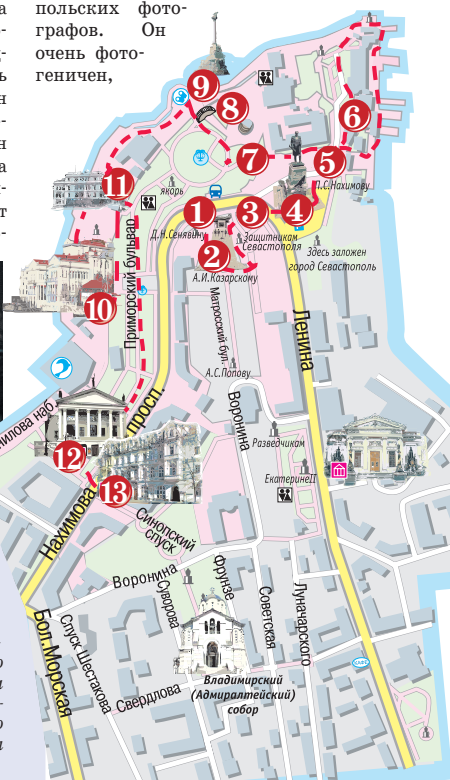 польских фото-
графов. Он
очень фото-
геничен,
9
8
6
7
5
П.С.Нахимову
11
якорь
1
3
4
Д.Н.Сенявину
Защитникам
Севастополя
2
Здесь заложен
город Севастополь
А.И.Казарскому
10
Приморский бульвар
Матросский бул.
Ленина
А.С.Попову
просп.
Воронина
Разведчикам
12
ЕкатеринеII
13
Нахимова
Синопский
спуск
Воронина
Фрунзе
Суворова
Советская
Луначарского
Бол.Морская
Спуск Шестакова
Свердлова
Владимирский
(Адмиралтейский)
собор